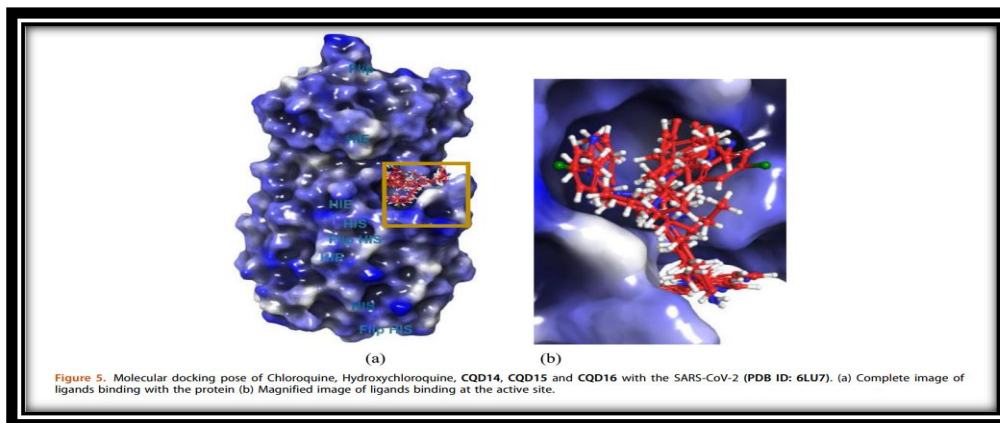 Flip
HIE
HIE
HIS
Flip HIS
HIE
HIS
Flip HIS
(a)
(b)
Figure 5. Molecular docking pose of Chloroquine, Hydroxychloroquine, CQD14, CQD15 and CQD16 with the SARS-CoV-2 (PDB ID: 6LU7). (a) Complete image of
ligands binding with the protein (b) Magnified image of ligands binding at the active site.